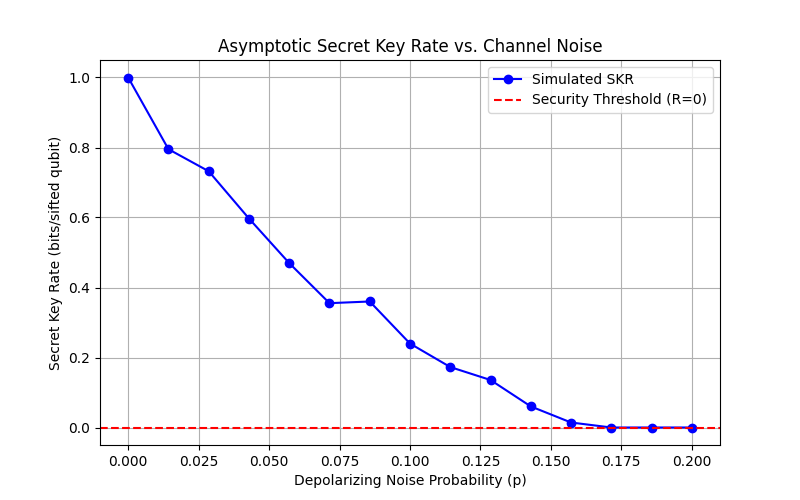 Asymptotic Secret Key Rate vs. Channel Noise
Simulated SKR
Security Threshold (R=0)
Secret Key Rate (bits/sifted qubit)
1.0
0.8
0.6
0.4
0.2
0.0
0.000 0.025 0.050 0.075 0.100 0.125 0.150 0.175 0.200
Depolarizing Noise Probability (p)